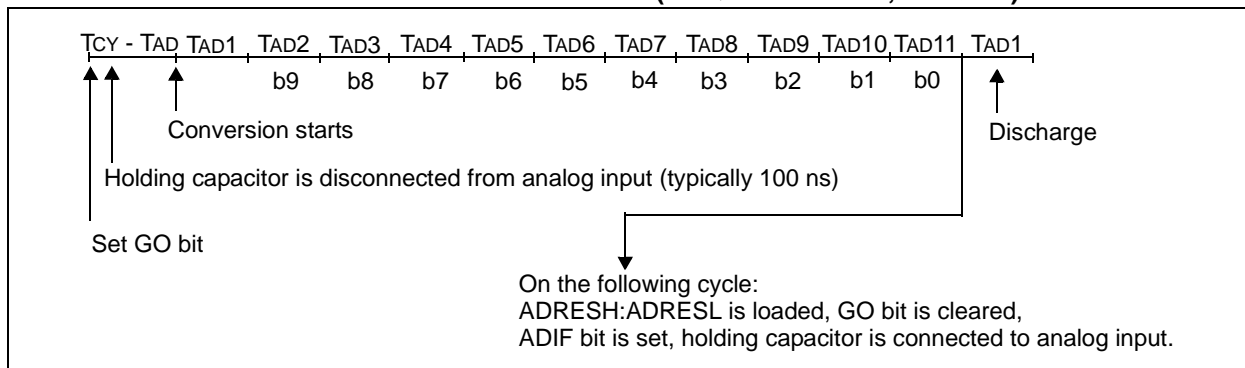 TCY - TAD TAD1 TAD2 TAD3 TAD4 TAD5 TAD6 TAD7 TAD8 TAD9 TAD10 TAD11 TAD1
b9 b8 b7 b6 b5 b4 b3 b2 b1 b0
Conversion starts
Discharge
Holding capacitor is disconnected from analog input (typically 100 ns)
Set GO bit
On the following cycle:
ADRESH:ADRESL is loaded, GO bit is cleared,
ADIF bit is set, holding capacitor is connected to analog input.